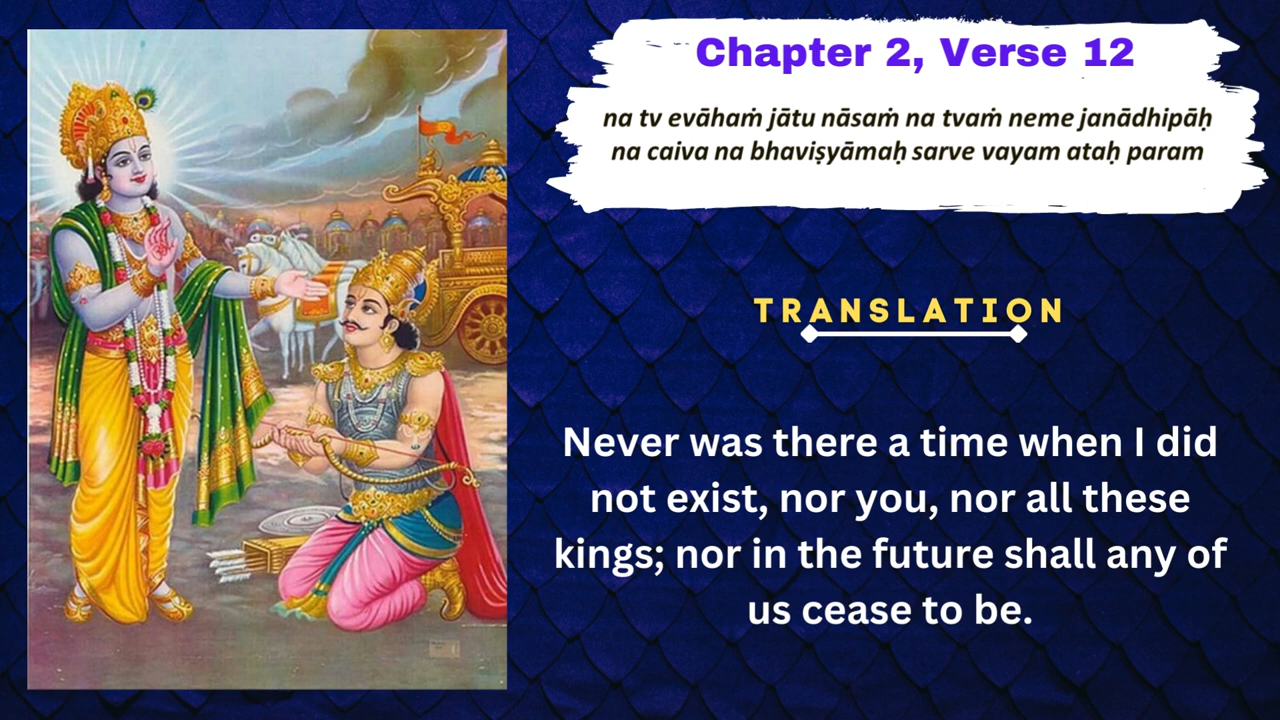 Chapter 2, Verse 12
na tv evāhaṁ jātu nāsaṁ na tvaṁ neme janādhipāḥ
na caiva na bhaviṣyāmaḥ sarve vayam ataḥ param
TRANSLATION
Never was there a time when I did
not exist, nor you, nor all these
kings; nor in the future shall any of
us cease to be.